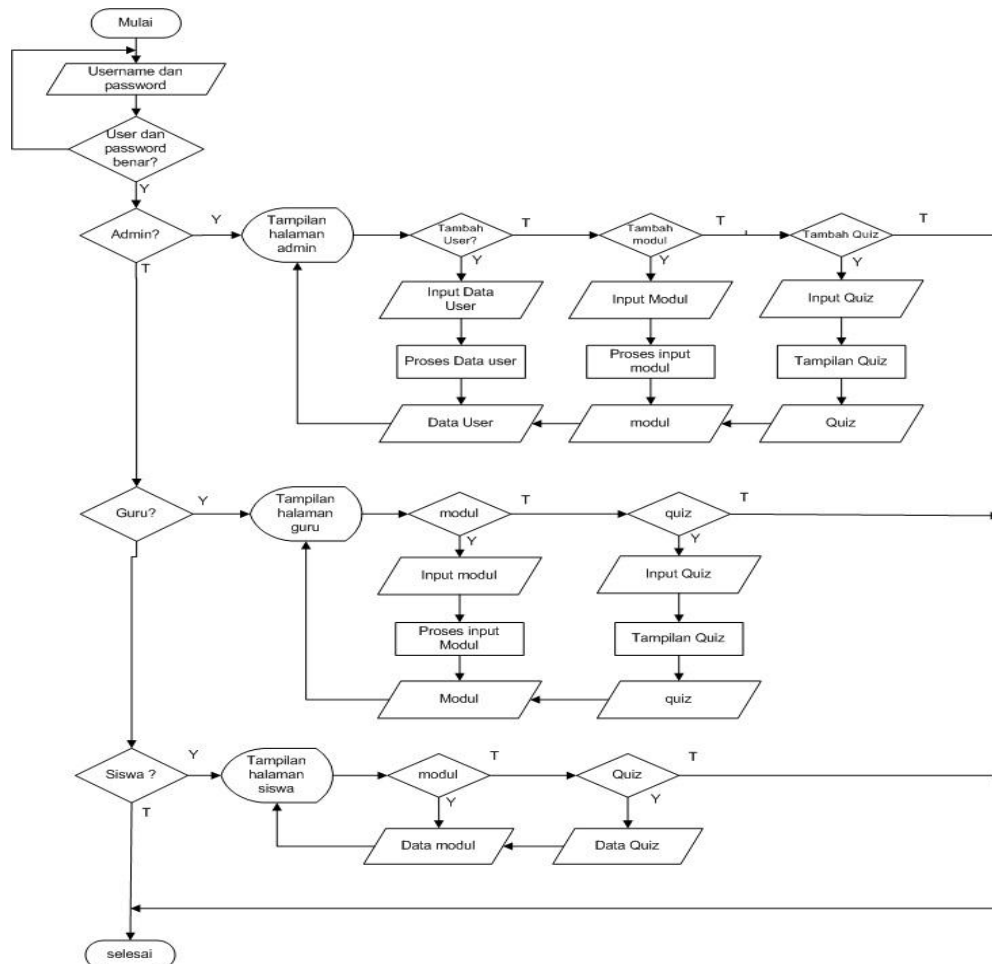 Mulai
Username dan
password
User dan
password
benar?
Y
Admin?
Y
T
Tampilan
halaman
admin
Tambah
User?
T
Y
Tambah
modul
T
Y
Tambah Quiz
T
Y
Input Data
User
Input Modul
Input Quiz
Proses Data user
Proses input
modul
Tampilan Quiz
Data User
modul
Quiz
Guru?
Y
Tampilan
halaman
guru
modul
T
Y
quiz
T
Y
Input modul
Input Quiz
Proses input
Modul
Tampilan Quiz
Modul
quiz
Siswa ?
Y
T
Tampilan
halaman
siswa
modul
T
Y
Quiz
T
Y
Data modul
Data Quiz
selesai